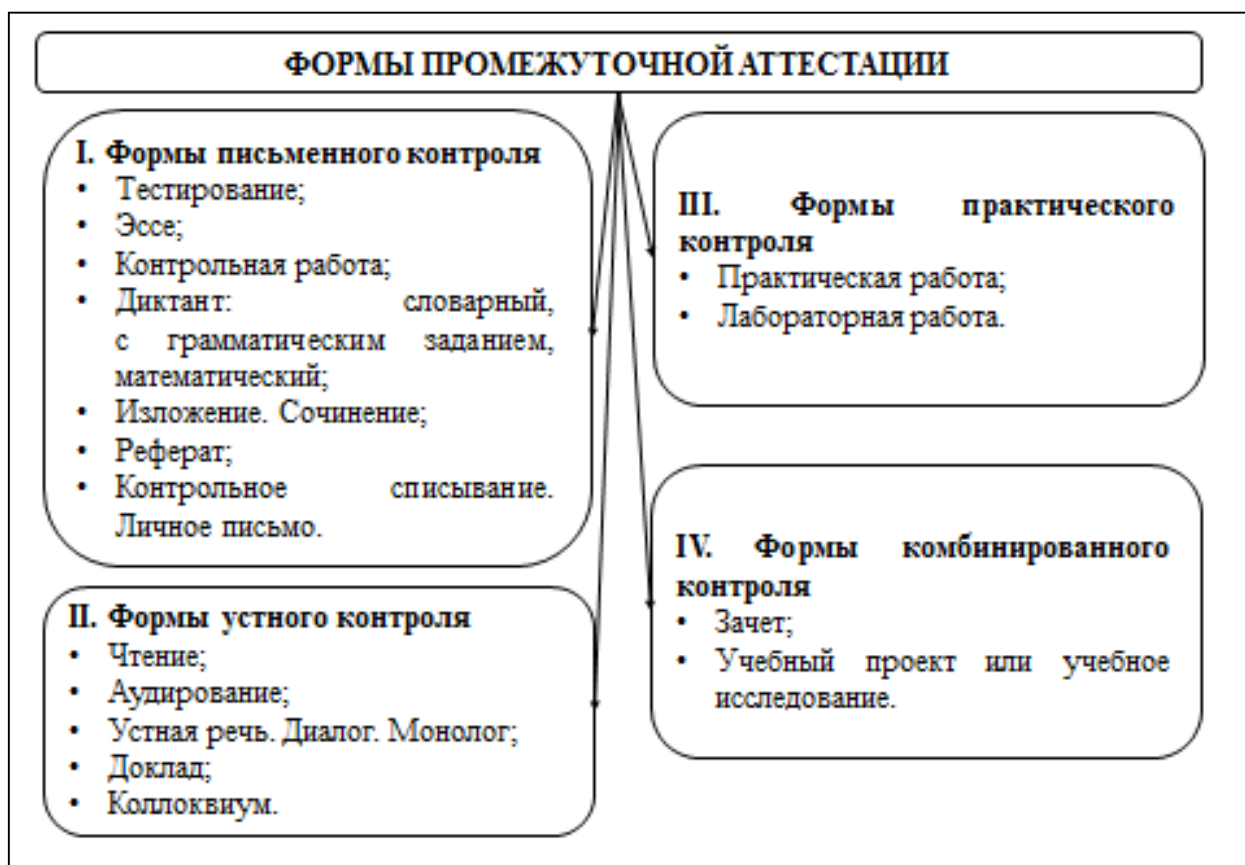 ФОРМЫ ПРОМЕЖУТОЧНОЙ АТТЕСТАЦИИ
I. Формы письменного контроля
• Тестирование;
• Эссе;
• Контрольная работа;
• Диктант: словарный,
с грамматическим заданием,
математический;
• Изложение. Сочинение;
• Реферат;
• Контрольное списывание.
Личное письмо.
II. Формы устного контроля
• Чтение;
• Аудирование;
• Устная речь. Диалог. Монолог;
• Доклад;
• Коллоквиум.
III. Формы практического
контроля
• Практическая работа;
• Лабораторная работа.
IV. Формы комбинированного
контроля
• Зачет;
• Учебный проект или учебное
исследование.